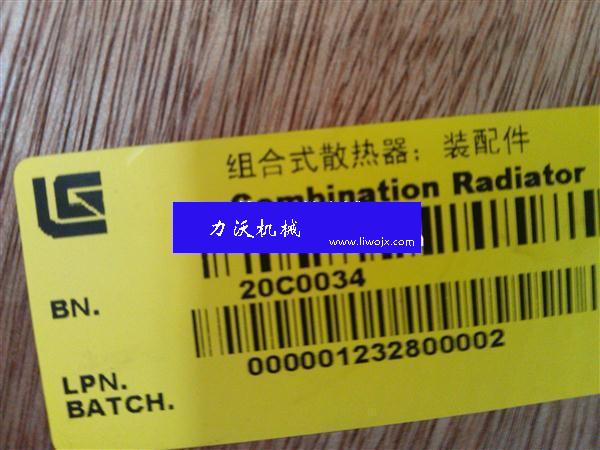 组合式散热器；装配件
Combination Radiator
力沃机械
www.liwojx.com
BN.
20C0034
LPN.
000001232800002
BATCH.